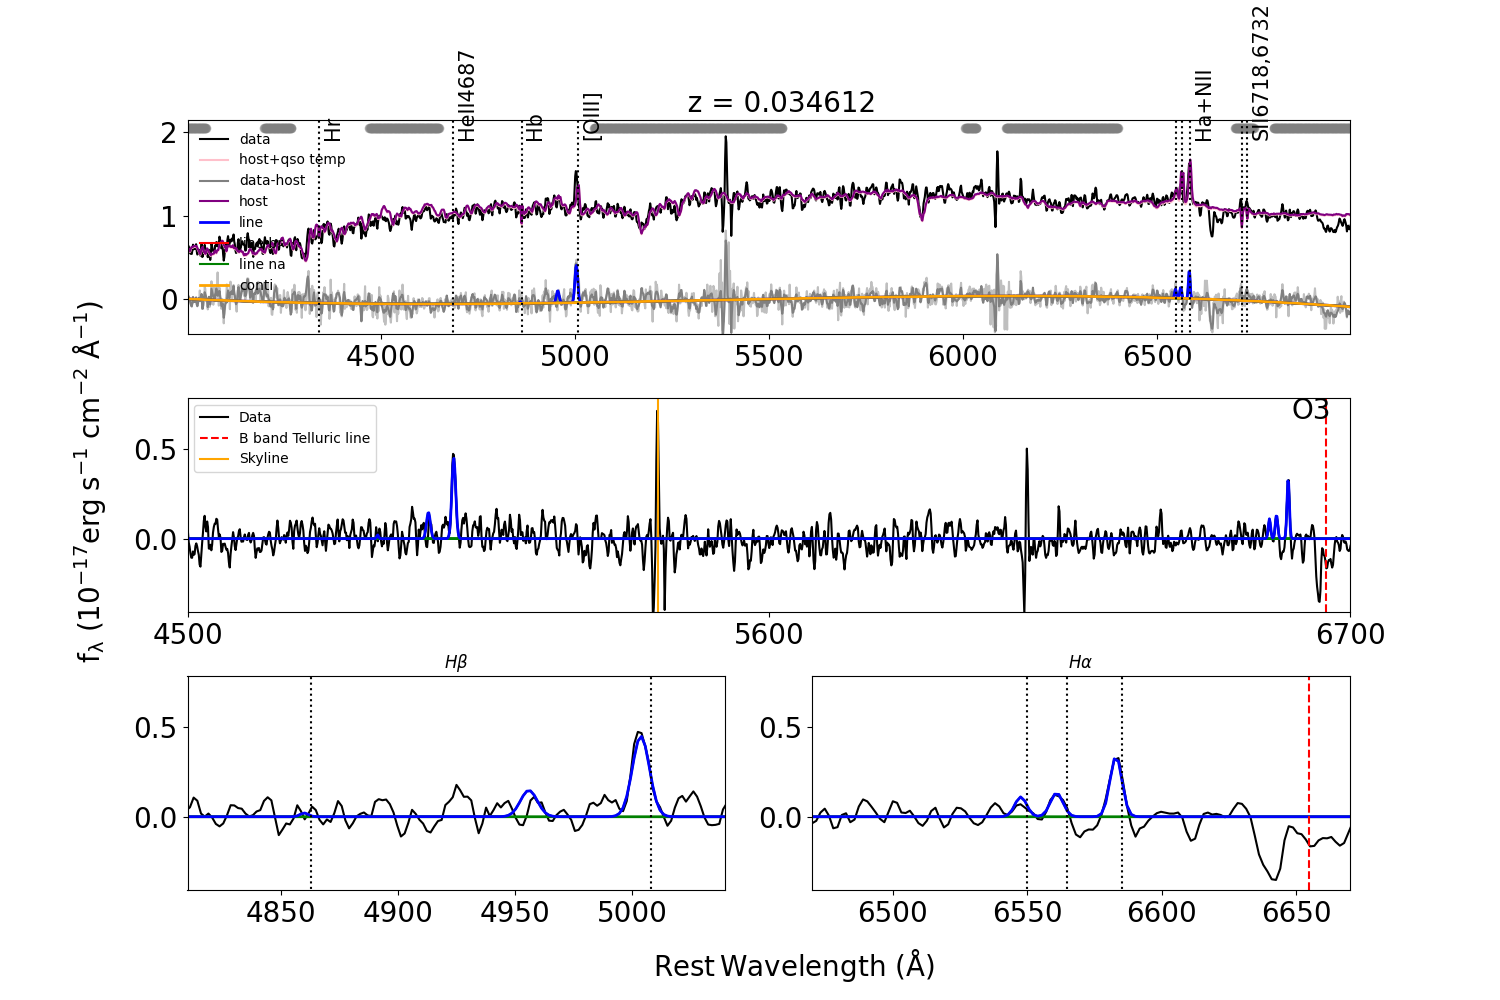 z = 0.034612
Hr
HeII4687
Hb
[OIII]
Ha+NII
SII6718,6732
data
host+qso temp
data-host
host
line
line na
conti
2
1
0
4500 5000 5500 6000 6500
Data
B band Telluric line
Skyline
O3
0.5
0.0
4500 5600 6700
Hβ
Hα
0.5
0.0
0.5
0.0
4850 4900 4950 5000
6500 6550 6600 6650
fλ (10⁻¹⁷erg s⁻¹ cm⁻² Å⁻¹)
Rest Wavelength (Å)